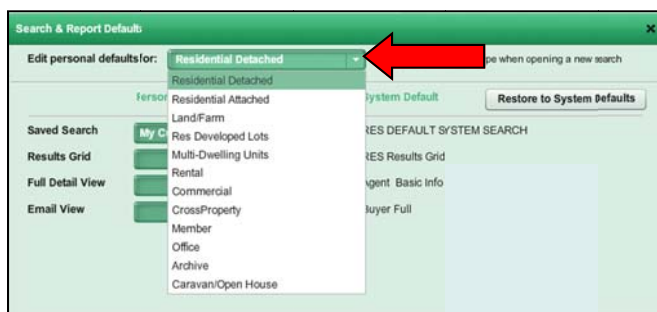 Search & Report Defaults
Edit personal defaults for:
Residential Detached
pe when opening a new search
Residential Detached
Person
System Default
Restore to System Defaults
Residential Attached
Land/Farm
Saved Search
My C
Res Developed Lots
RES DEFAULT SYSTEM SEARCH
Results Grid
Multi-Dwelling Units
RES Results Grid
Rental
Full Detail View
Commercial
Agent Basic Info
Email View
CrossProperty
Buyer Full
Member
Office
Archive
Caravan/Open House